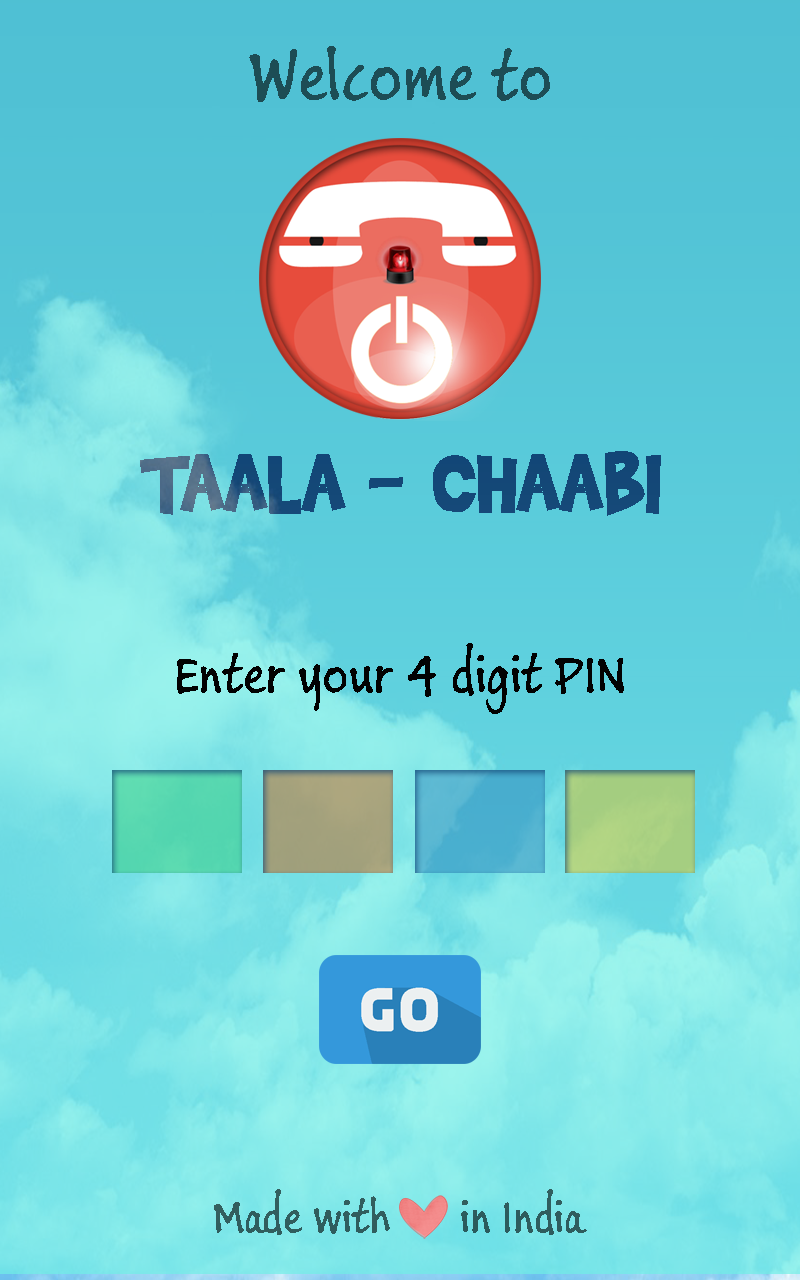 Welcome to
TAALA - CHAABI
Enter your 4 digit PIN
GO
Made with in India